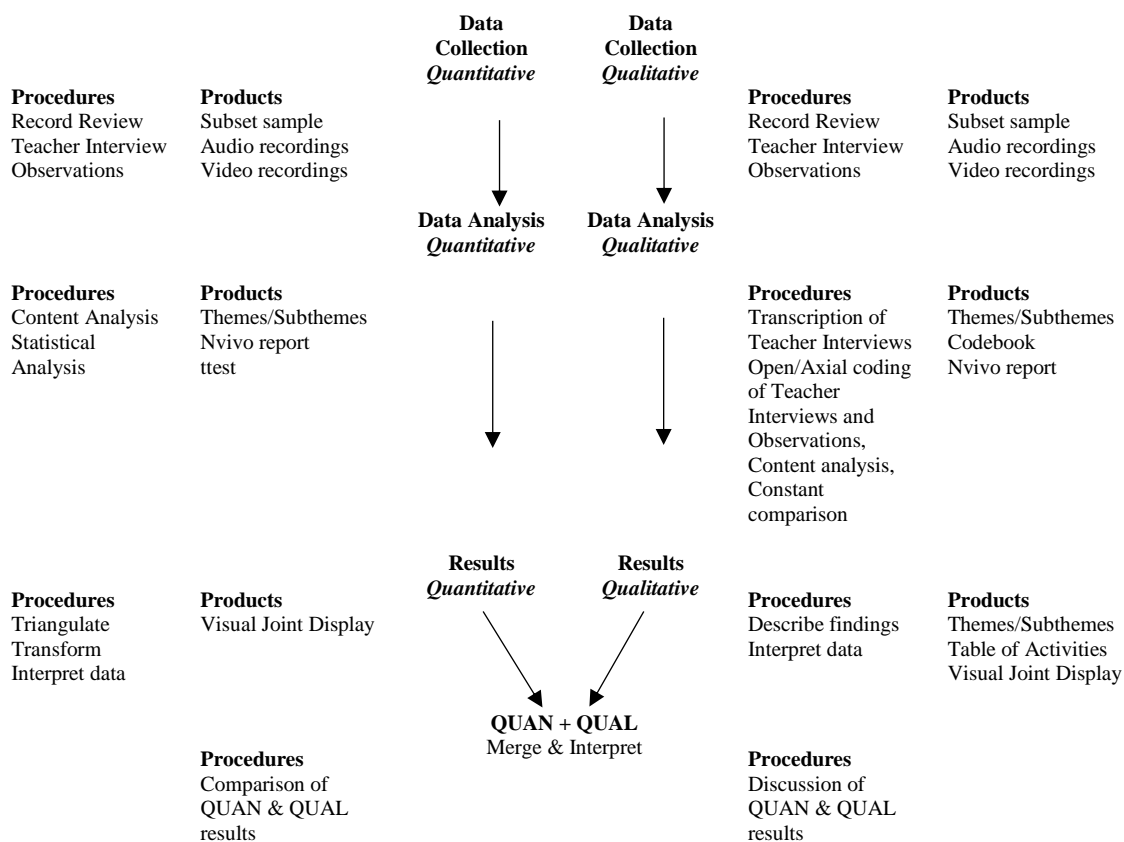 Data
Collection
Quantitative
Data
Collection
Qualitative
Procedures
Record Review
Teacher Interview
Observations
Products
Subset sample
Audio recordings
Video recordings
Procedures
Record Review
Teacher Interview
Observations
Products
Subset sample
Audio recordings
Video recordings
Data Analysis
Quantitative
Data Analysis
Qualitative
Procedures
Content Analysis
Statistical
Analysis
Products
Themes/Subthemes
Nvivo report
ttest
Procedures
Transcription of
Teacher Interviews
Open/Axial coding
of Teacher
Interviews and
Observations,
Content analysis,
Constant
comparison
Products
Themes/Subthemes
Codebook
Nvivo report
Results
Quantitative
Results
Qualitative
Procedures
Triangulate
Transform
Interpret data
Products
Visual Joint Display
Procedures
Describe findings
Interpret data
Products
Themes/Subthemes
Table of Activities
Visual Joint Display
QUAN + QUAL
Merge & Interpret
Procedures
Comparison of
QUAN & QUAL
results
Procedures
Discussion of
QUAN & QUAL
results